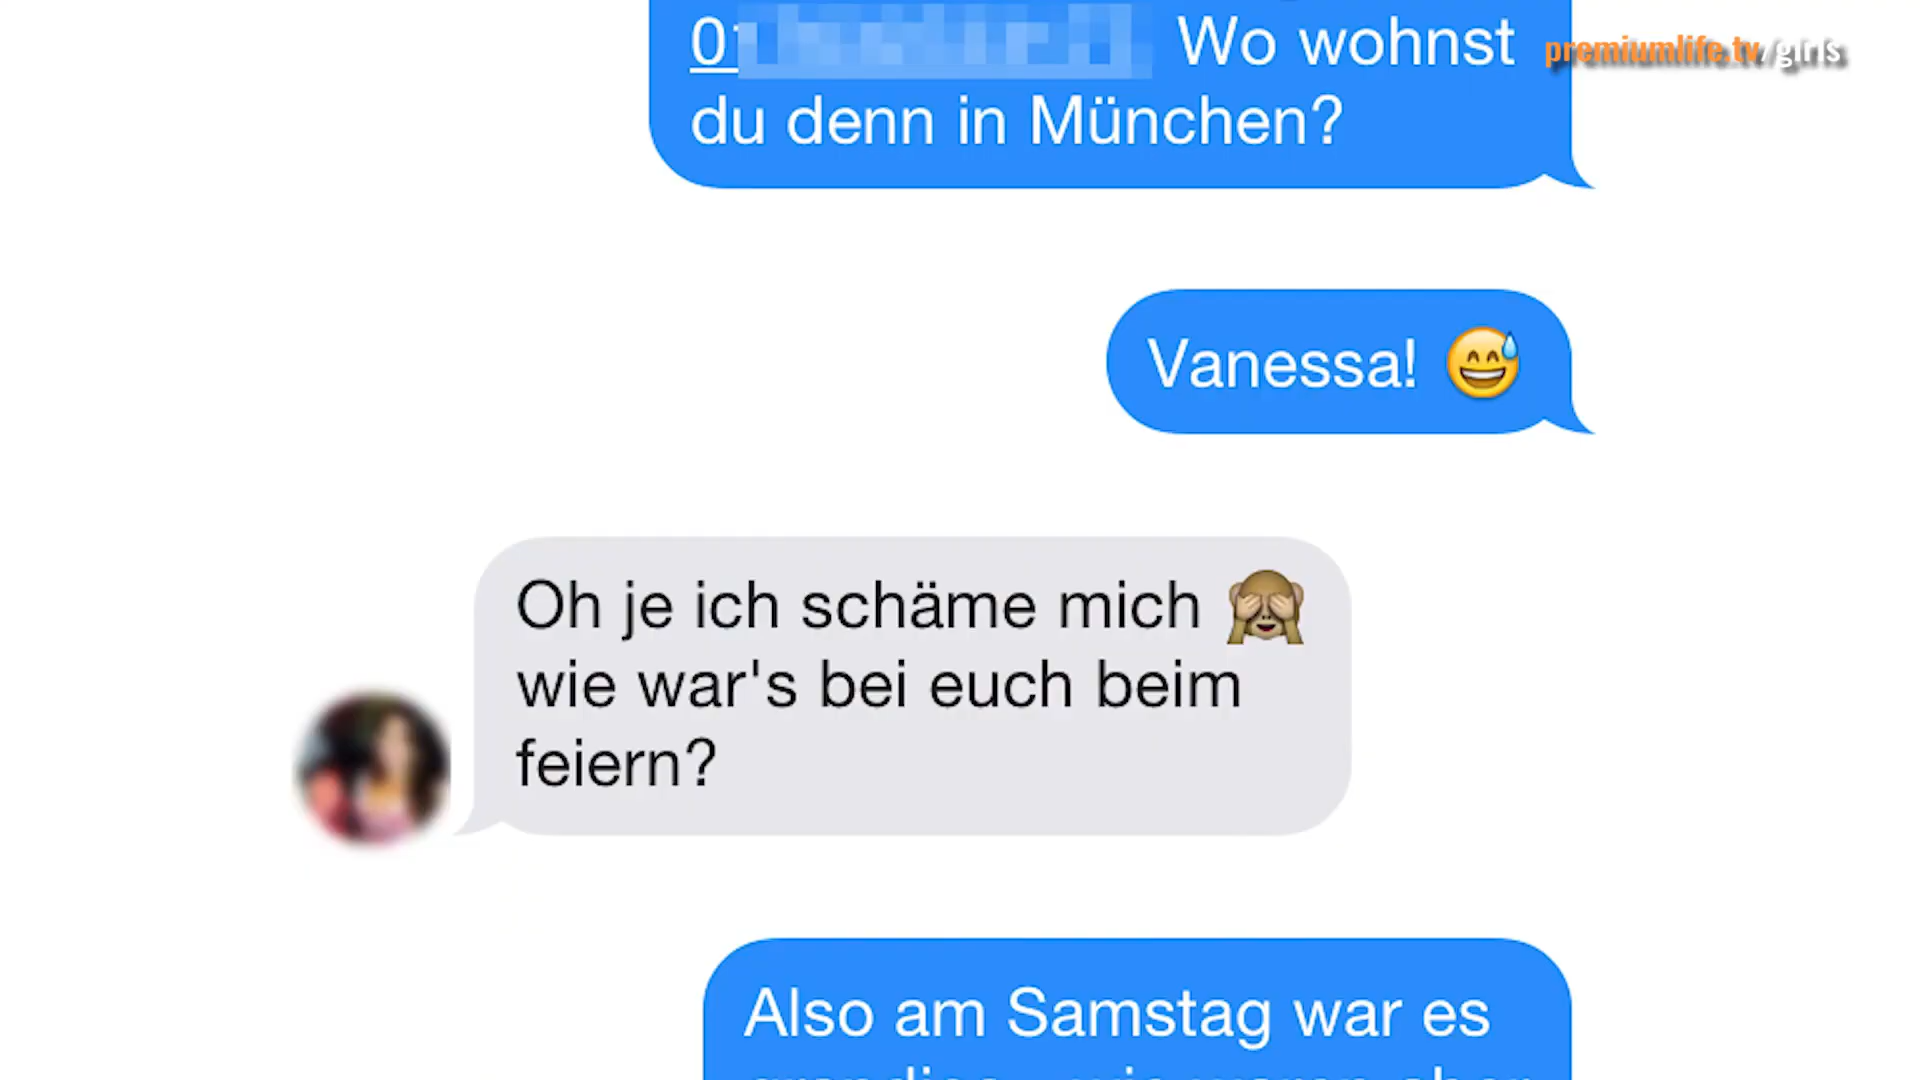 01 Wo wohnst
du denn in München?
premiumlife.tv/girls
Vanessa! 😅
Oh je ich schäme mich 🙈
wie war's bei euch beim
feiern?
Also am Samstag war es